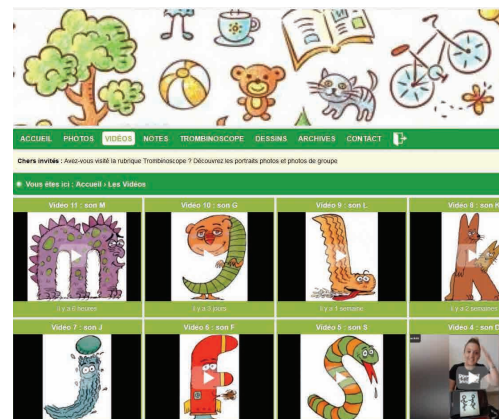 ACCUEIL PHOTOS VIDÉOS NOTES TROMBINOSCOPE DESSINS ARCHIVES CONTACT
Chers invités : Avez-vous visité la rubrique Trombinoscope ? Découvrez les portraits photos et photos de groupe
Vous êtes ici : Accueil › Les Vidéos
Vidéo 11 : son M Vidéo 10 : son G Vidéo 9 : son L Vidéo 8 : son K
il y a 6 heures il y a 3 jours il y a 1 semaine il y a 2 semaines
Vidéo 7 : son J Vidéo 6 : son F Vidéo 5 : son S Vidéo 4 : son D